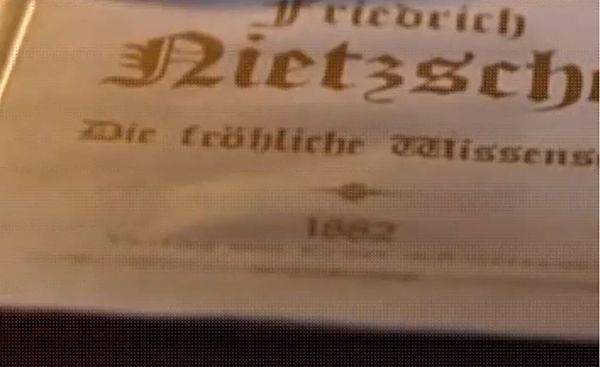 Friedrich
Nietzsch
Die fröhliche Wissens
1882